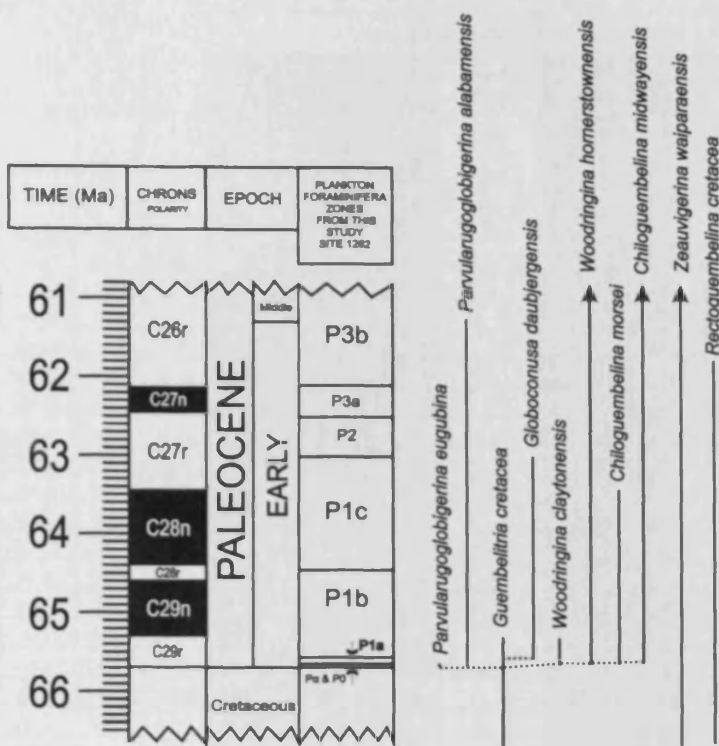 TIME (Ma)
CHRONS
POLARITY
EPOCH
PLANKTON
FORAMINIFERA
ZONES
FROM THIS
STUDY
SITE 1262
61
62
63
64
65
66
C26r
C27n
C27r
C28n
C28r
C29n
C29r
PALEOCENE
Middle
EARLY
Cretaceous
P3b
P3a
P2
P1c
P1b
P1a
Pα & P0
Parvularugoglobigerina eugubina
Parvularugoglobigerina alabamensis
Guembelitria cretacea
Globoconusa daubjergensis
Woodringina claytonensis
Woodringina homerstownensis
Chiloguembelina morsei
Chiloguembelina midwayensis
Zeauvigerina waiparaensis
Rectoguembelina cretacea